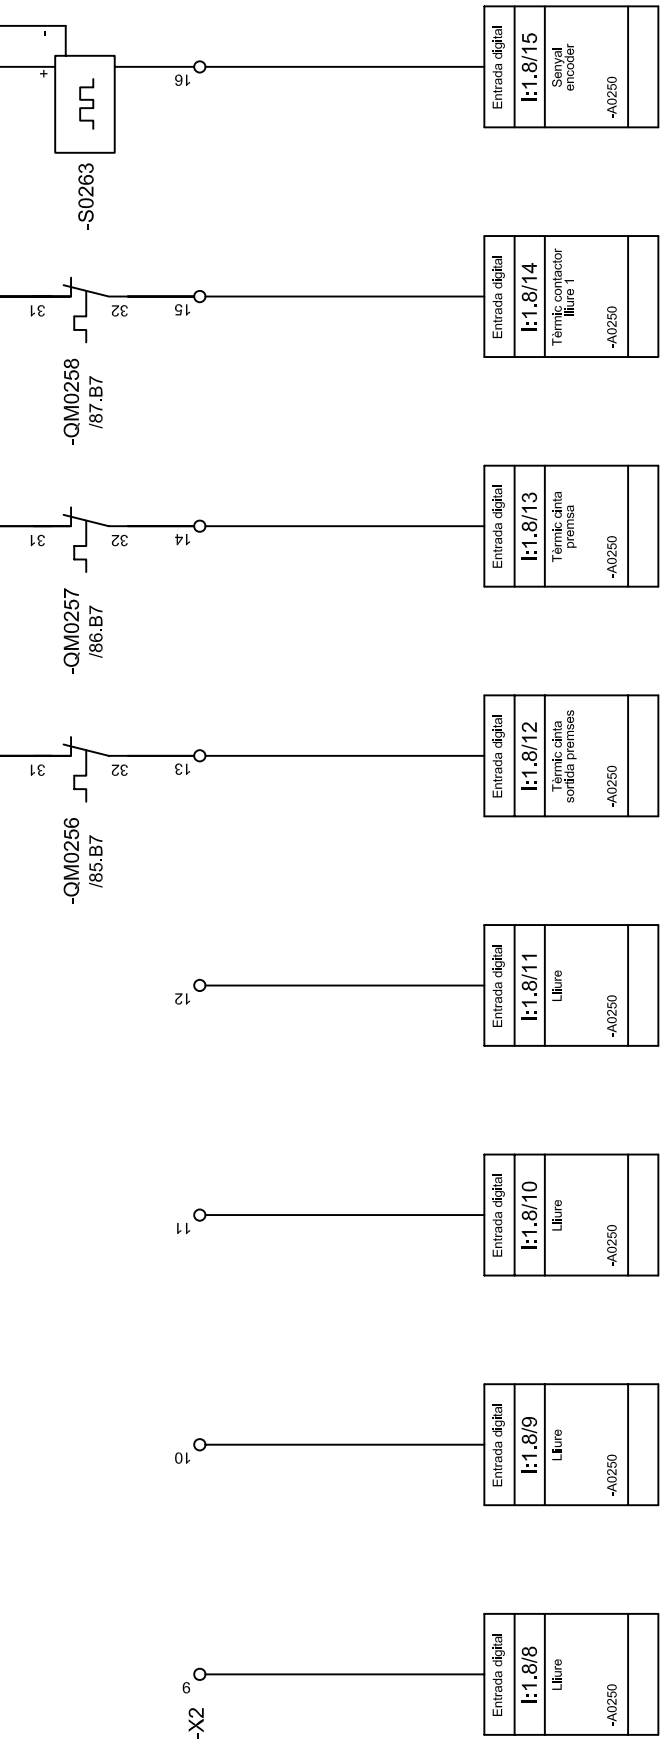 -X2
9
Entrada digital
I:1.8/8
Lliure
-A0250
10
Entrada digital
I:1.8/9
Lliure
-A0250
11
Entrada digital
I:1.8/10
Lliure
-A0250
12
Entrada digital
I:1.8/11
Lliure
-A0250
-QM0256
/85.B7
31
32
13
Entrada digital
I:1.8/12
Tèrmic cinta
sortida premses
-A0250
-QM0257
/86.B7
31
32
14
Entrada digital
I:1.8/13
Tèrmic cinta
premsa
-A0250
-QM0258
/87.B7
31
32
15
Entrada digital
I:1.8/14
Tèrmic contactor
lliure 1
-A0250
-S0263
+
-
16
Entrada digital
I:1.8/15
Senyal
encoder
-A0250